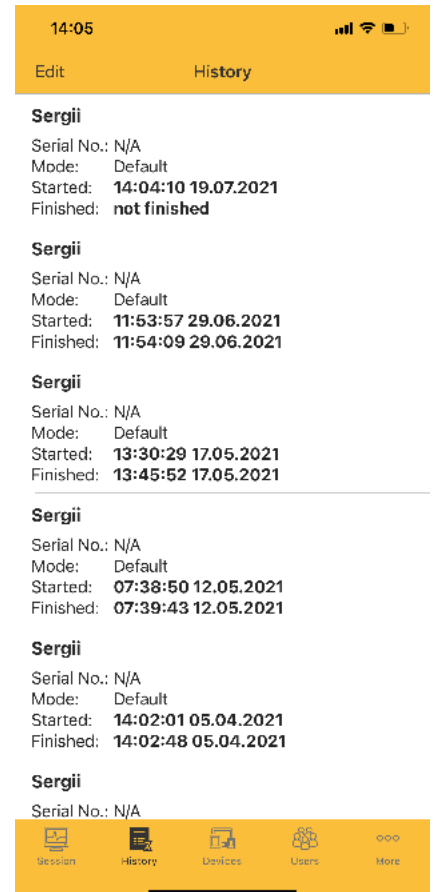 14:05
Edit History
Sergii
Serial No.: N/A
Mode: Default
Started: 14:04:10 19.07.2021
Finished: not finished
Sergii
Serial No.: N/A
Mode: Default
Started: 11:53:57 29.06.2021
Finished: 11:54:09 29.06.2021
Sergii
Serial No.: N/A
Mode: Default
Started: 13:30:29 17.05.2021
Finished: 13:45:52 17.05.2021
Sergii
Serial No.: N/A
Mode: Default
Started: 07:38:50 12.05.2021
Finished: 07:39:43 12.05.2021
Sergii
Serial No.: N/A
Mode: Default
Started: 14:02:01 05.04.2021
Finished: 14:02:48 05.04.2021
Sergii
Serial No.: N/A
Session History Devices Users More